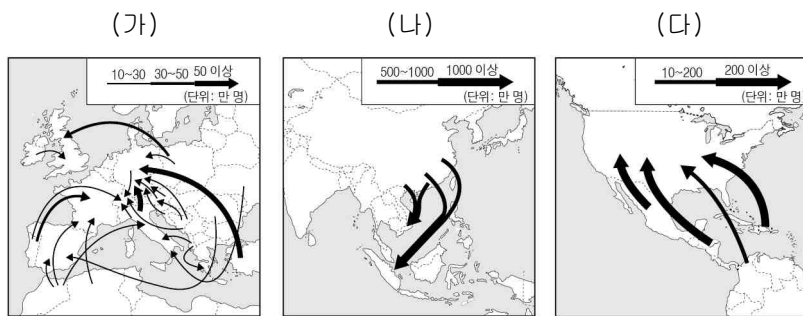 (가) (나) (다)
10~30 30~50 50 이상
(단위: 만 명)
500~1000 1000 이상
(단위: 만 명)
10~200 200 이상
(단위: 만 명)